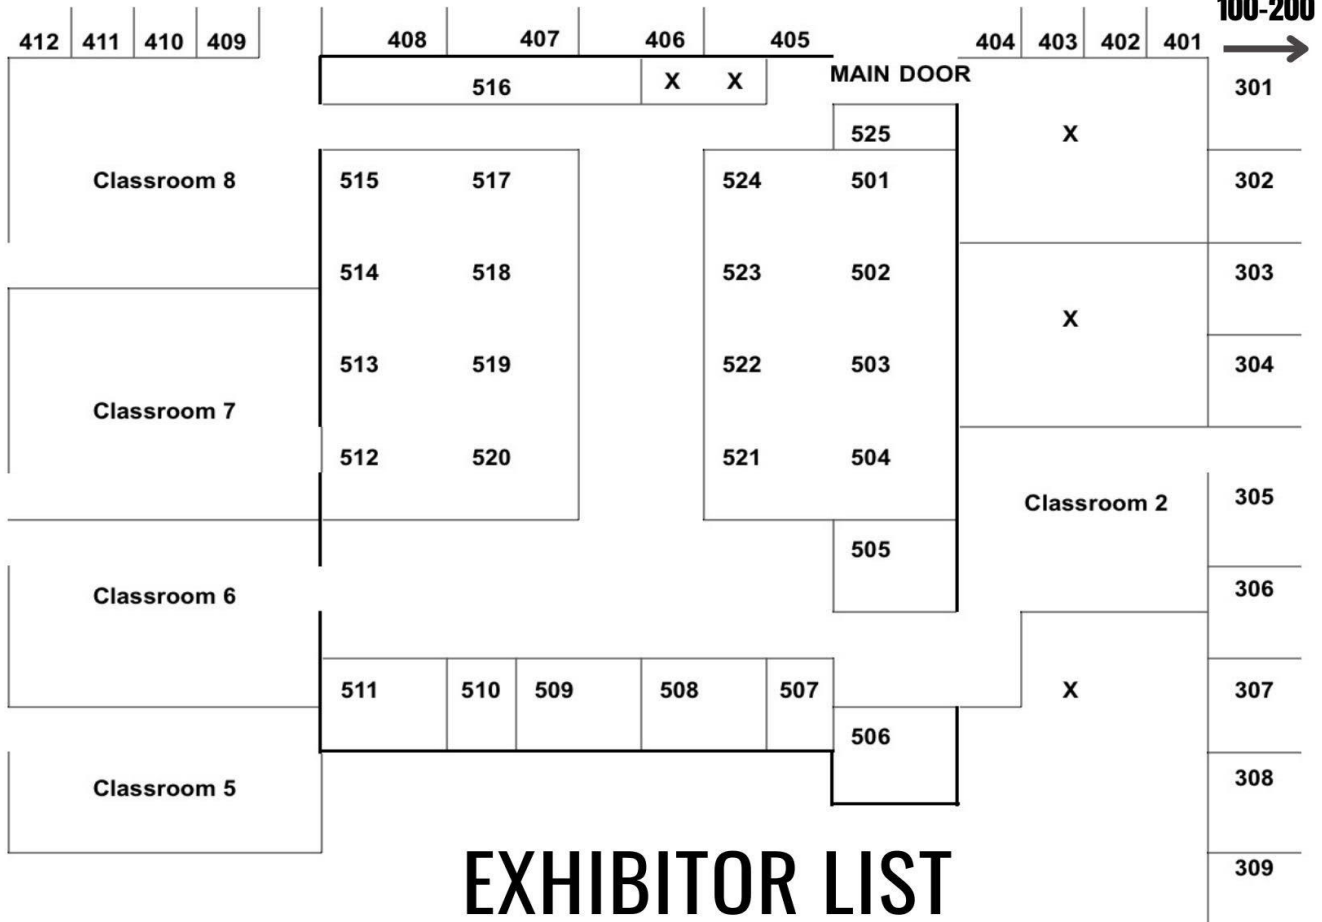 100-200
412 411 410 409 408 407 406 405 404 403 402 401
MAIN DOOR
516 X X 301
525 X
Classroom 8 515 517 524 501 302
514 518 523 502 303
X
513 519 522 503 304
Classroom 7
512 520 521 504
Classroom 2 305
505
Classroom 6 306
511 510 509 508 507 X 307
506
Classroom 5 308
309
EXHIBITOR LIST